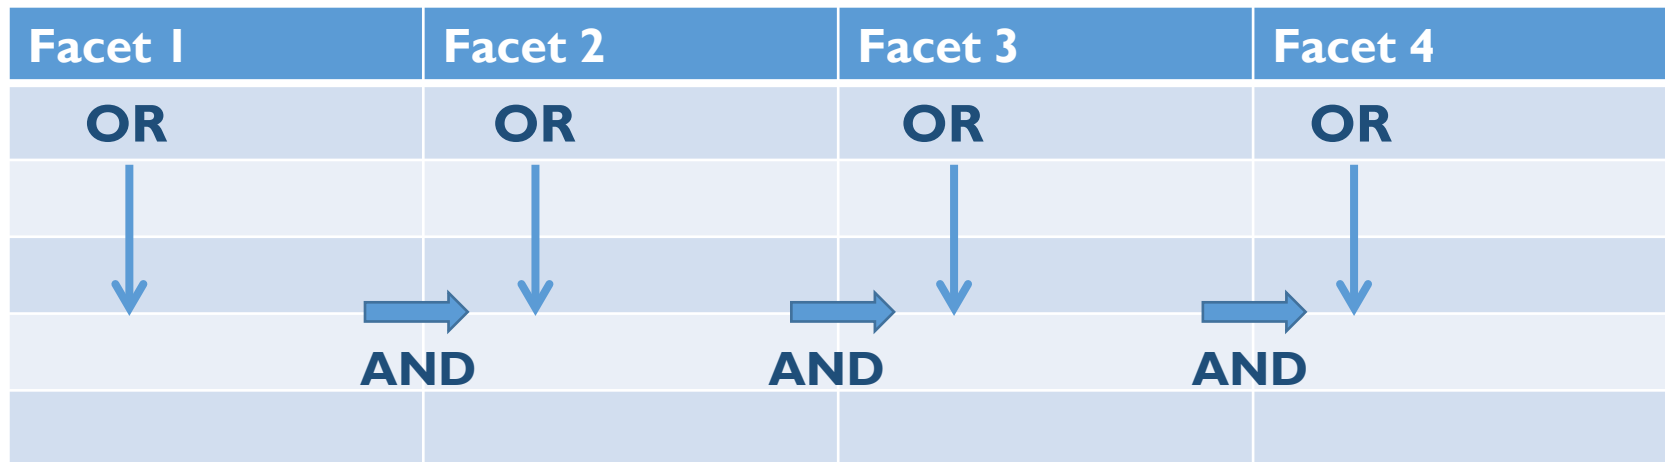 Facet 1 Facet 2 Facet 3 Facet 4
OR OR OR OR
AND AND AND